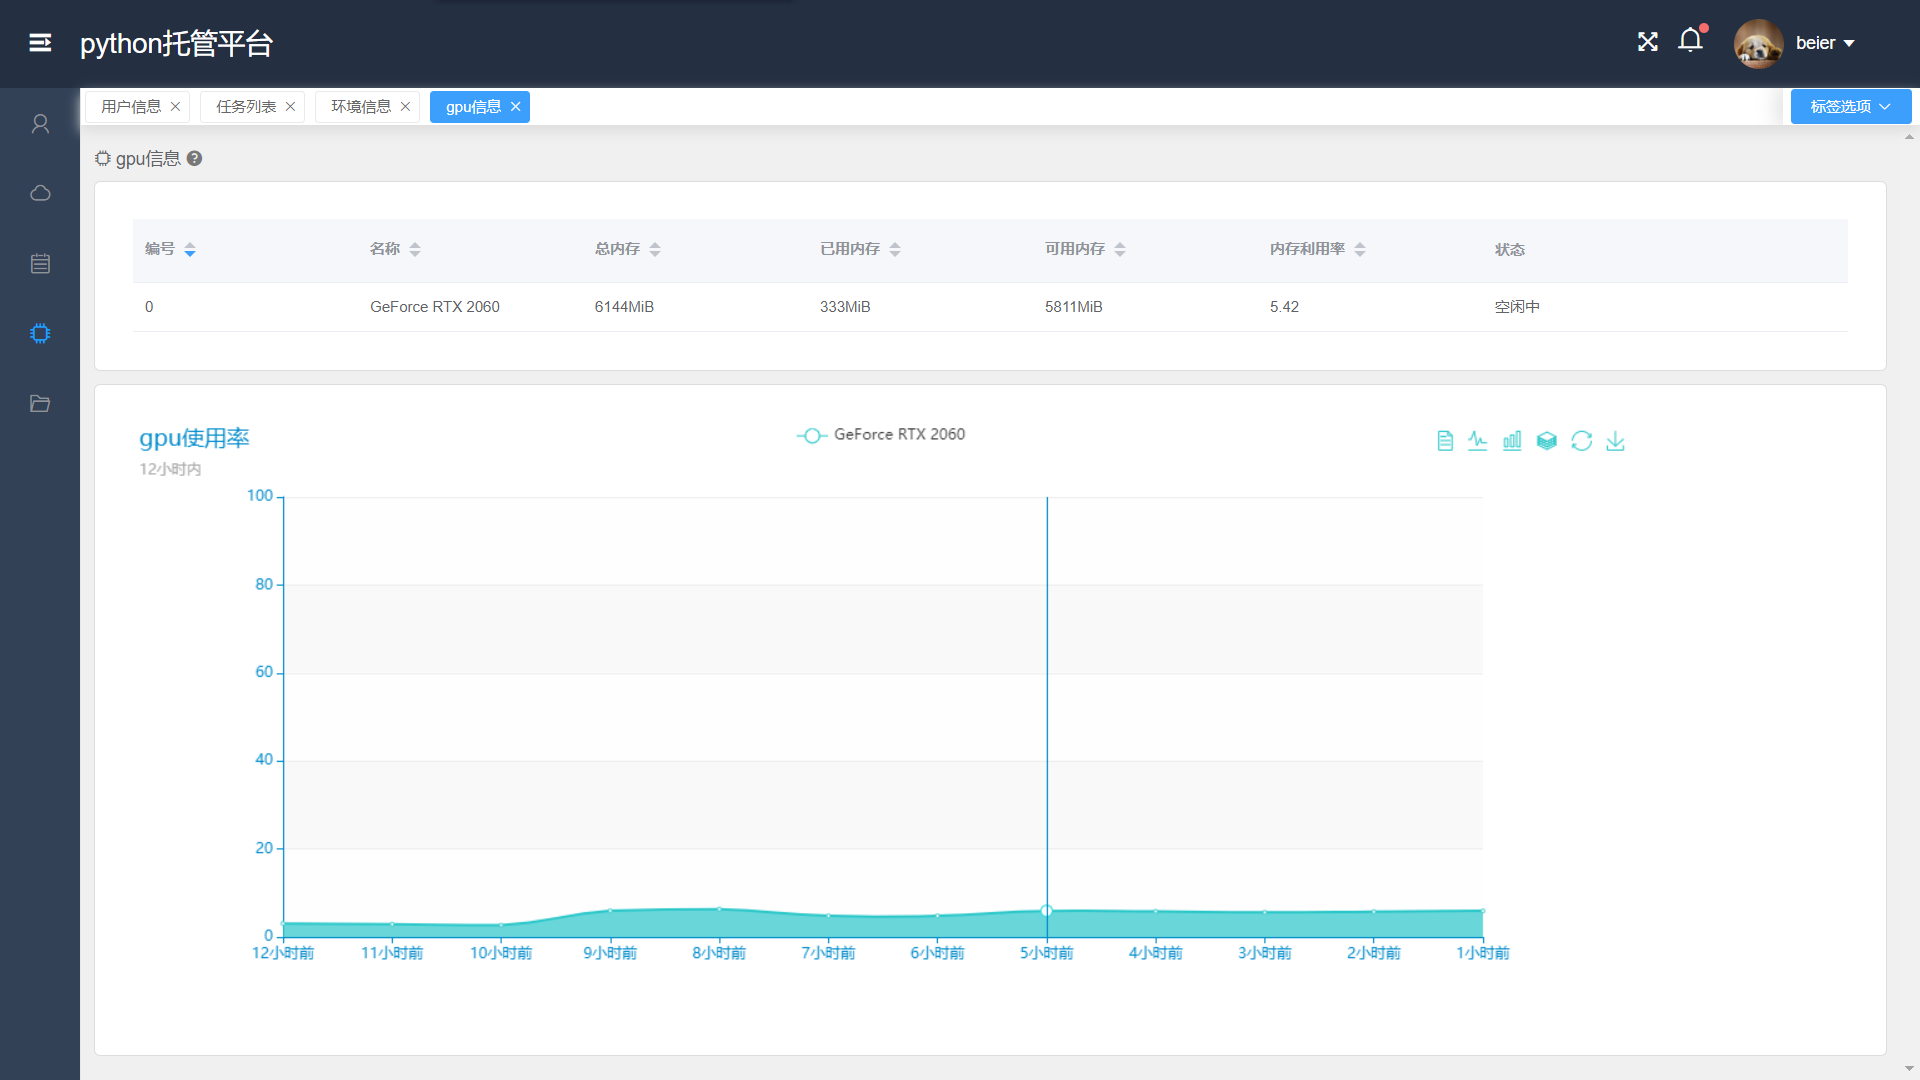 python托管平台
beier
用户信息
任务列表
环境信息
gpu信息
标签选项
gpu信息
编号 名称 总内存 已用内存 可用内存 内存利用率 状态
0 GeForce RTX 2060 6144MiB 333MiB 5811MiB 5.42 空闲中
gpu使用率
12小时内
GeForce RTX 2060
100
80
60
40
20
0
12小时前 11小时前 10小时前 9小时前 8小时前 7小时前 6小时前 5小时前 4小时前 3小时前 2小时前 1小时前